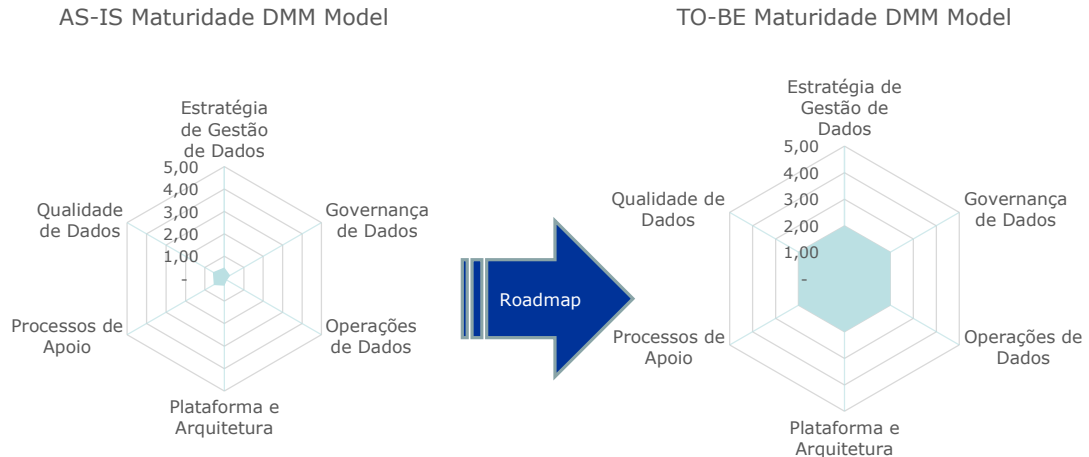 AS-IS Maturidade DMM Model
Estratégia
de Gestão
de Dados
5,00
4,00
3,00
2,00
1,00
-
Qualidade
de Dados
Governança
de Dados
Processos de
Apoio
Operações
de Dados
Plataforma e
Arquitetura
Roadmap
TO-BE Maturidade DMM Model
Estratégia de
Gestão de
Dados
5,00
4,00
3,00
2,00
1,00
-
Qualidade de
Dados
Governança
de Dados
Processos de
Apoio
Operações de
Dados
Plataforma e
Arquitetura